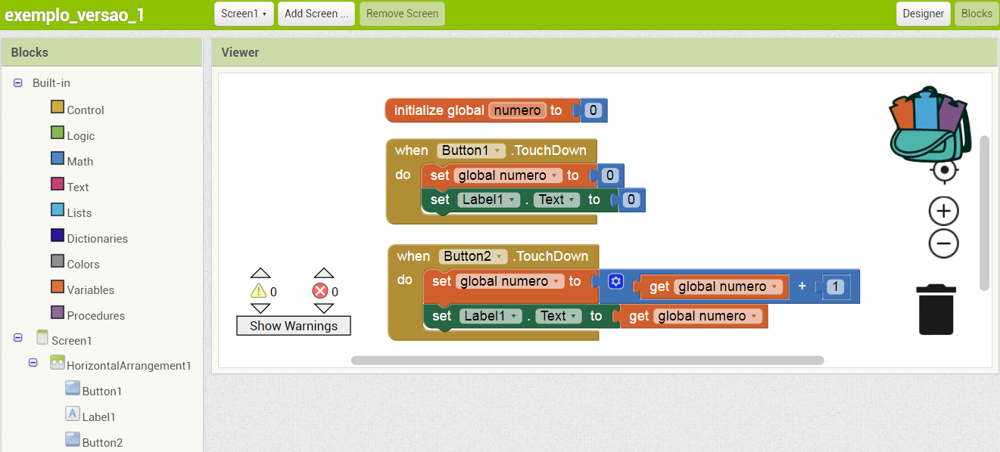 exemplo_versao_1 Screen1 Add Screen ... Remove Screen Designer Blocks
Blocks
Built-in
Control
Logic
Math
Text
Lists
Dictionaries
Colors
Variables
Procedures
Screen1
HorizontalArrangement1
Button1
A Label1
Button2
Viewer
initialize global numero to 0
when Button1 .TouchDown
do set global numero to 0
set Label1 . Text to 0
when Button2 .TouchDown
do set global numero to get global numero + 1
set Label1 . Text to get global numero
0 0
Show Warnings